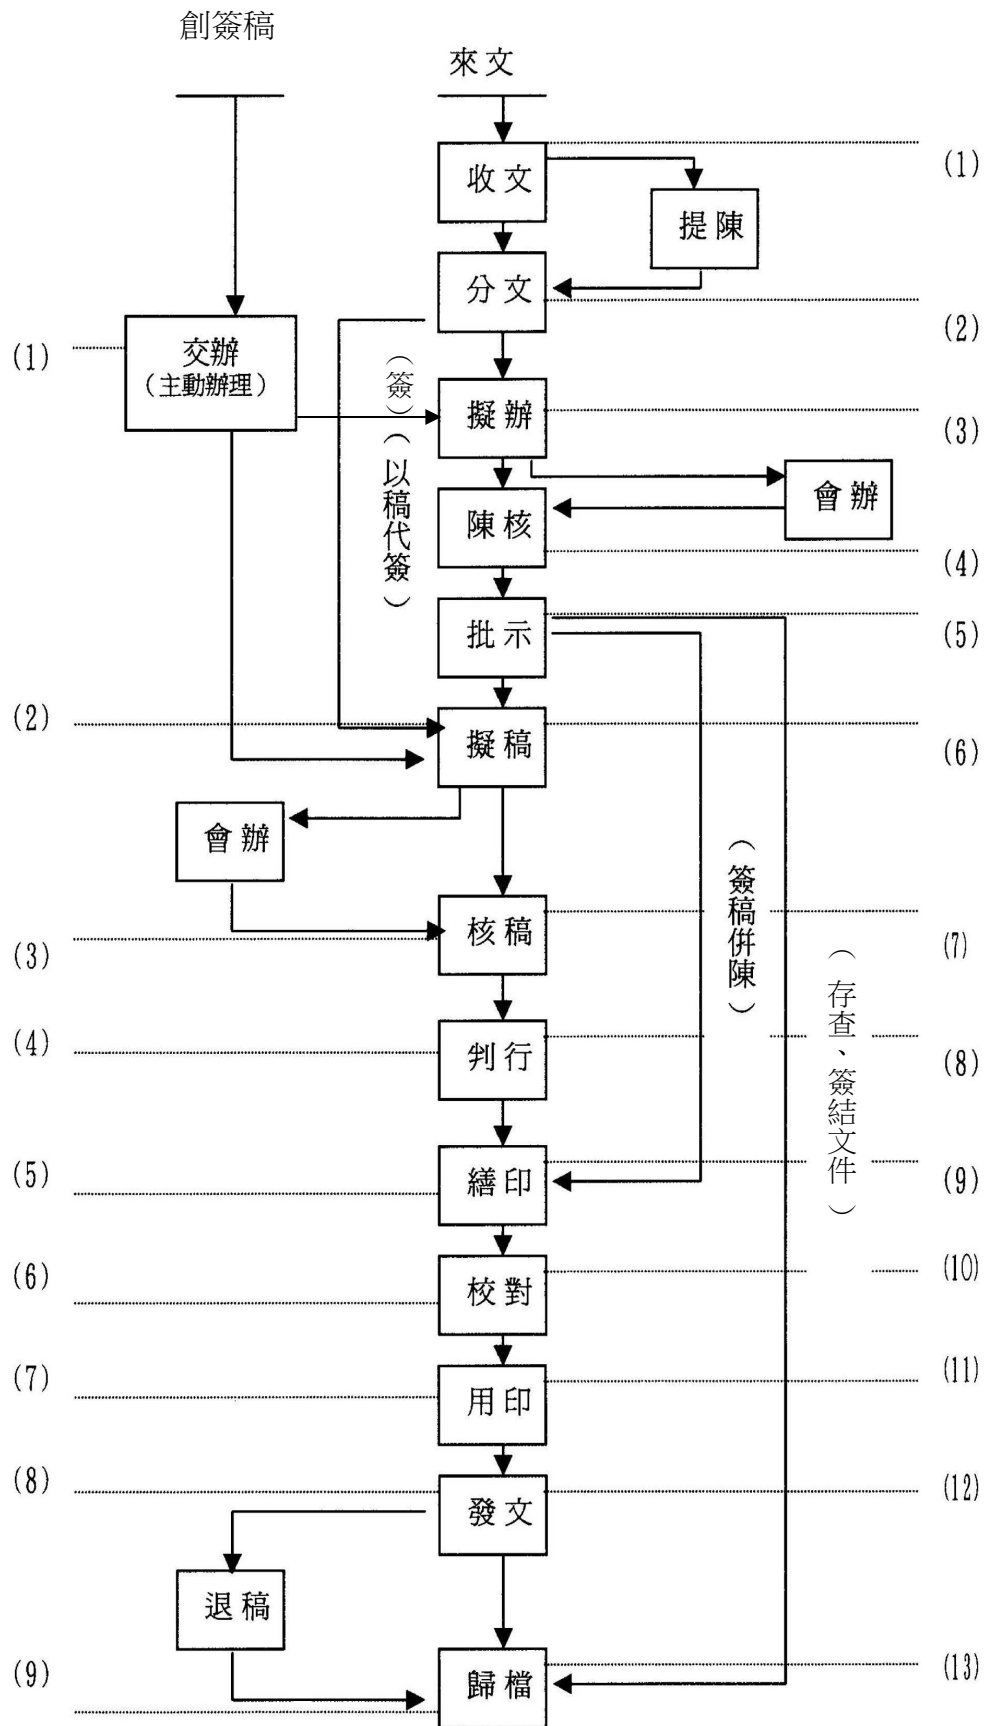 創簽稿
來文
收文
(1)
提陳
分文
(2)
(1)
交辦
(主動辦理)
(簽)
(以稿代簽)
擬辦
(3)
會辦
陳核
(4)
批示
(5)
(2)
擬稿
(6)
會辦
(簽稿併陳)
(存查、簽結文件)
(3)
核稿
(7)
(4)
判行
(8)
(5)
繕印
(9)
(6)
校對
(10)
(7)
用印
(11)
(8)
發文
(12)
退稿
(9)
歸檔
(13)